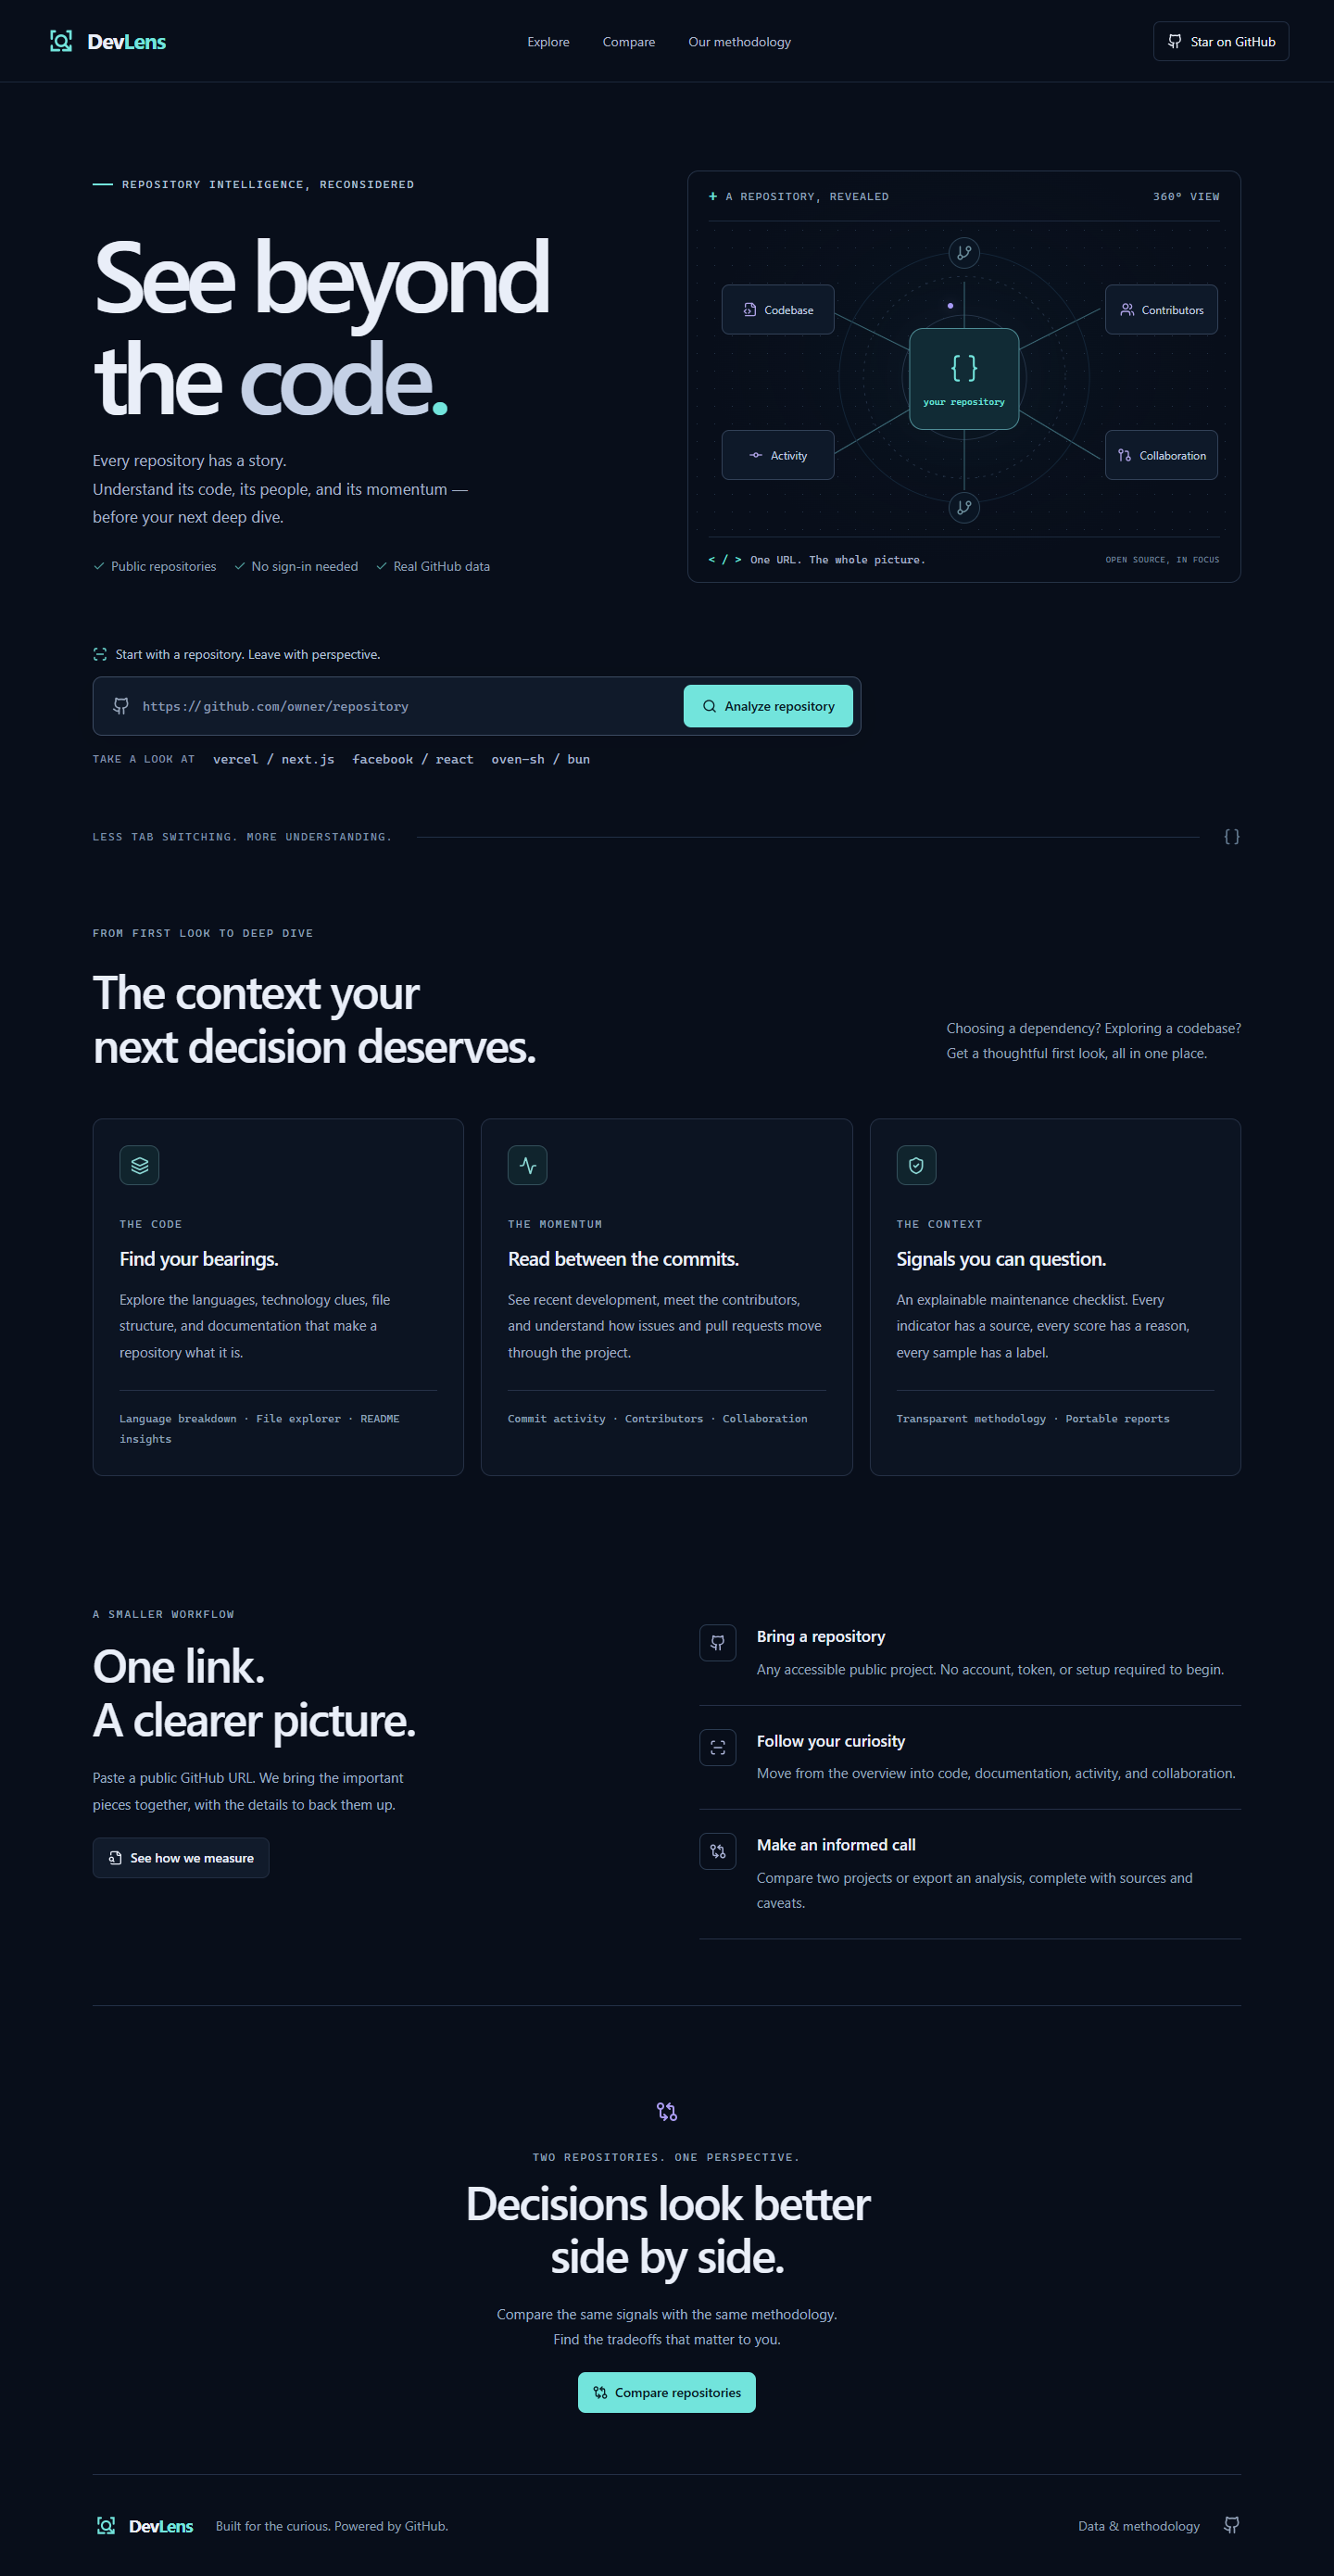 DevLens
Explore
Compare
Our methodology
Star on GitHub
REPOSITORY INTELLIGENCE, RECONSIDERED
See beyond
the code.
Every repository has a story.
Understand its code, its people, and its momentum —
before your next deep dive.
Public repositories
No sign-in needed
Real GitHub data
+ A REPOSITORY, REVEALED
360° VIEW
Codebase
Contributors
{ }
your repository
Activity
Collaboration
< / > One URL. The whole picture.
OPEN SOURCE, IN FOCUS
Start with a repository. Leave with perspective.
https://github.com/owner/repository
Analyze repository
TAKE A LOOK AT
vercel / next.js
facebook / react
oven-sh / bun
LESS TAB SWITCHING. MORE UNDERSTANDING.
{ }
FROM FIRST LOOK TO DEEP DIVE
The context your
next decision deserves.
Choosing a dependency? Exploring a codebase?
Get a thoughtful first look, all in one place.
THE CODE
Find your bearings.
Explore the languages, technology clues, file
structure, and documentation that make a
repository what it is.
Language breakdown · File explorer · README
insights
THE MOMENTUM
Read between the commits.
See recent development, meet the contributors,
and understand how issues and pull requests move
through the project.
Commit activity · Contributors · Collaboration
THE CONTEXT
Signals you can question.
An explainable maintenance checklist. Every
indicator has a source, every score has a reason,
every sample has a label.
Transparent methodology · Portable reports
A SMALLER WORKFLOW
One link.
A clearer picture.
Paste a public GitHub URL. We bring the important
pieces together, with the details to back them up.
See how we measure
Bring a repository
Any accessible public project. No account, token, or setup required to begin.
Follow your curiosity
Move from the overview into code, documentation, activity, and collaboration.
Make an informed call
Compare two projects or export an analysis, complete with sources and
caveats.
TWO REPOSITORIES. ONE PERSPECTIVE.
Decisions look better
side by side.
Compare the same signals with the same methodology.
Find the tradeoffs that matter to you.
Compare repositories
DevLens
Built for the curious. Powered by GitHub.
Data & methodology